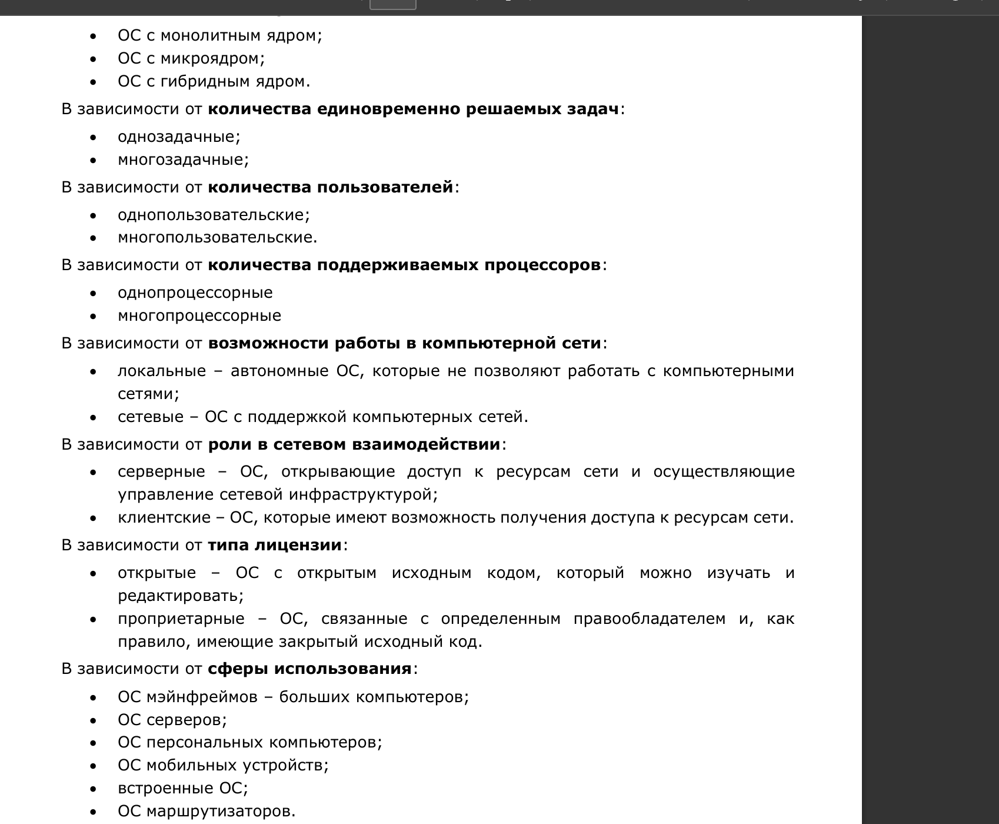 • ОС с монолитным ядром;
• ОС с микроядром;
• ОС с гибридным ядром.
В зависимости от количества единовременно решаемых задач:
• однозадачные;
• многозадачные;
В зависимости от количества пользователей:
• однопользовательские;
• многопользовательские.
В зависимости от количества поддерживаемых процессоров:
• однопроцессорные
• многопроцессорные
В зависимости от возможности работы в компьютерной сети:
• локальные – автономные ОС, которые не позволяют работать с компьютерными
сетями;
• сетевые – ОС с поддержкой компьютерных сетей.
В зависимости от роли в сетевом взаимодействии:
• серверные – ОС, открывающие доступ к ресурсам сети и осуществляющие
управление сетевой инфраструктурой;
• клиентские – ОС, которые имеют возможность получения доступа к ресурсам сети.
В зависимости от типа лицензии:
• открытые – ОС с открытым исходным кодом, который можно изучать и
редактировать;
• проприетарные – ОС, связанные с определенным правообладателем и, как
правило, имеющие закрытый исходный код.
В зависимости от сферы использования:
• ОС мэйнфреймов – больших компьютеров;
• ОС серверов;
• ОС персональных компьютеров;
• ОС мобильных устройств;
• встроенные ОС;
• ОС маршрутизаторов.